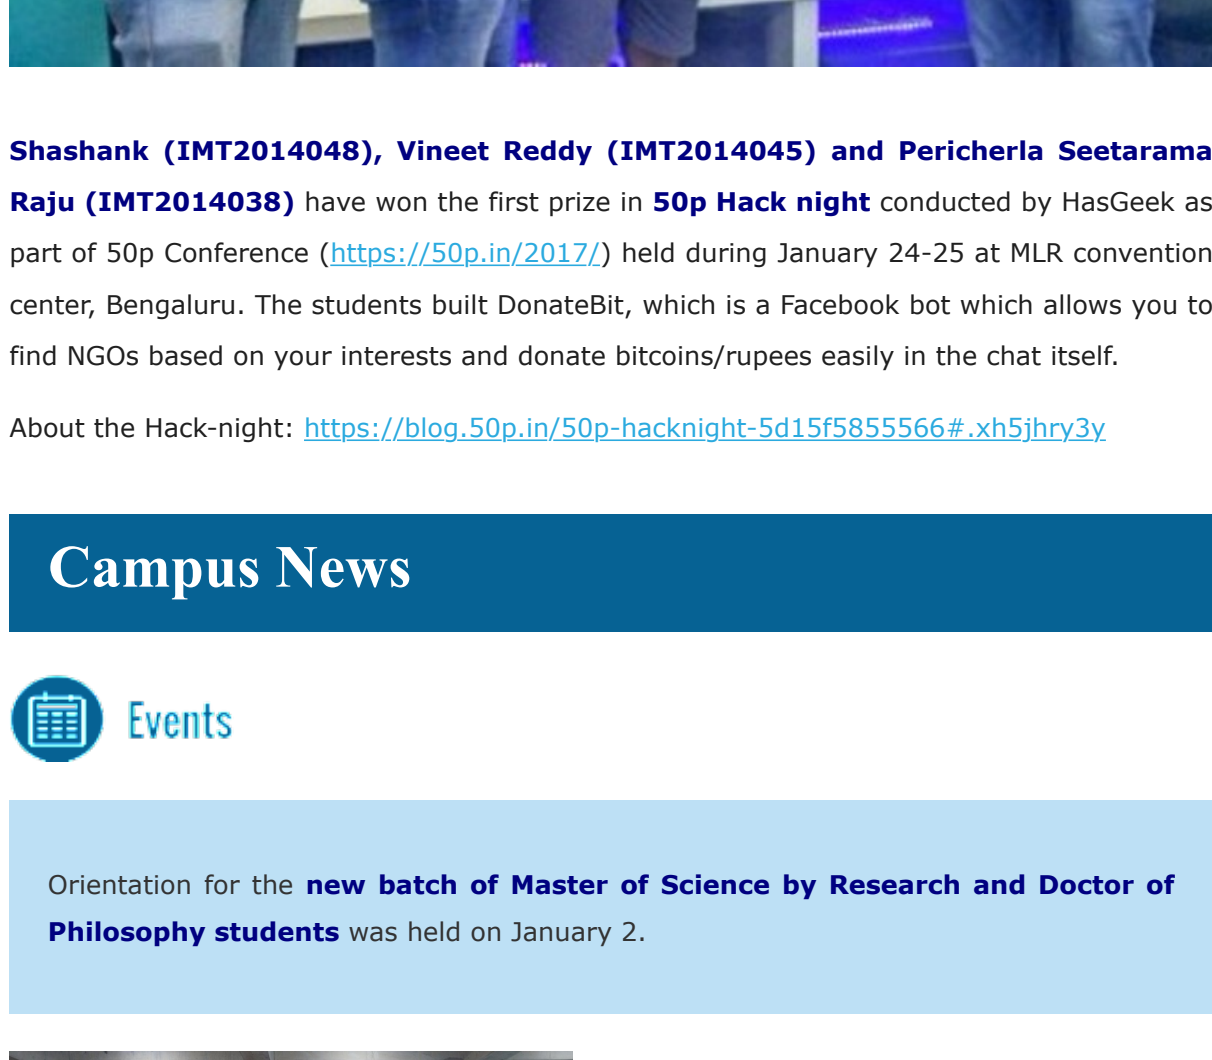 Shashank (IMT2014048), Vineet Reddy (IMT2014045) and Pericherla Seetarama
Raju (IMT2014038) have won the first prize in 50p Hack night conducted by HasGeek as
part of 50p Conference (https://50p.in/2017/) held during January 24-25 at MLR convention
center, Bengaluru. The students built DonateBit, which is a Facebook bot which allows you to
find NGOs based on your interests and donate bitcoins/rupees easily in the chat itself.
About the Hack-night: https://blog.50p.in/50p-hacknight-5d15f5855566#.xh5jhry3y
Campus News
Events
Orientation for the new batch of Master of Science by Research and Doctor of
Philosophy students was held on January 2.